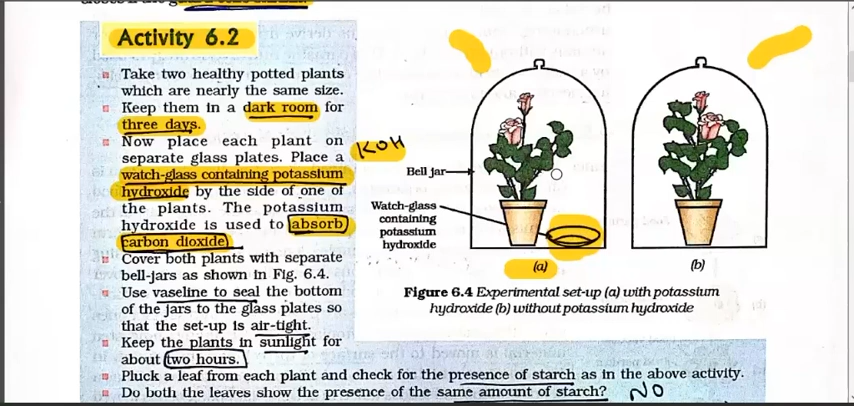 Activity 6.2
Take two healthy potted plants
which are nearly the same size.
Keep them in a dark room for
three days.
Now place each plant on
separate glass plates. Place a
watch-glass containing potassium
hydroxide by the side of one of
the plants. The potassium
hydroxide is used to absorb
carbon dioxide.
Cover both plants with separate
bell-jars as shown in Fig. 6.4.
Use vaseline to seal the bottom
of the jars to the glass plates so
that the set-up is air-tight.
Keep the plants in sunlight for
about two hours.
Pluck a leaf from each plant and check for the presence of starch as in the above activity.
Do both the leaves show the presence of the same amount of starch?
NO
KOH
Bell jar
Watch-glass
containing
potassium
hydroxide
(a)
(b)
Figure 6.4 Experimental set-up (a) with potassium
hydroxide (b) without potassium hydroxide